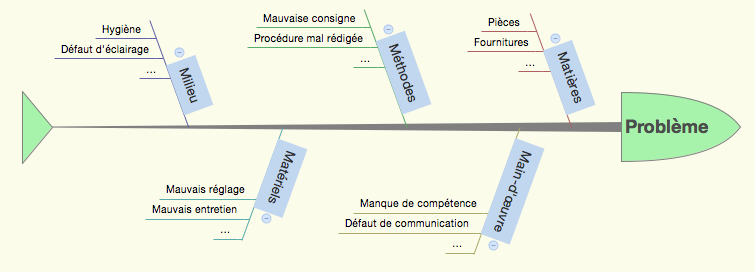 Hygiène
Défaut d'éclairage
...
Milieu
Mauvaise consigne
Procédure mal rédigée
...
Méthodes
Pièces
Fournitures
...
Matières
Problème
Mauvais réglage
Mauvais entretien
...
Matériels
Manque de compétence
Défaut de communication
...
Main-d'œuvre